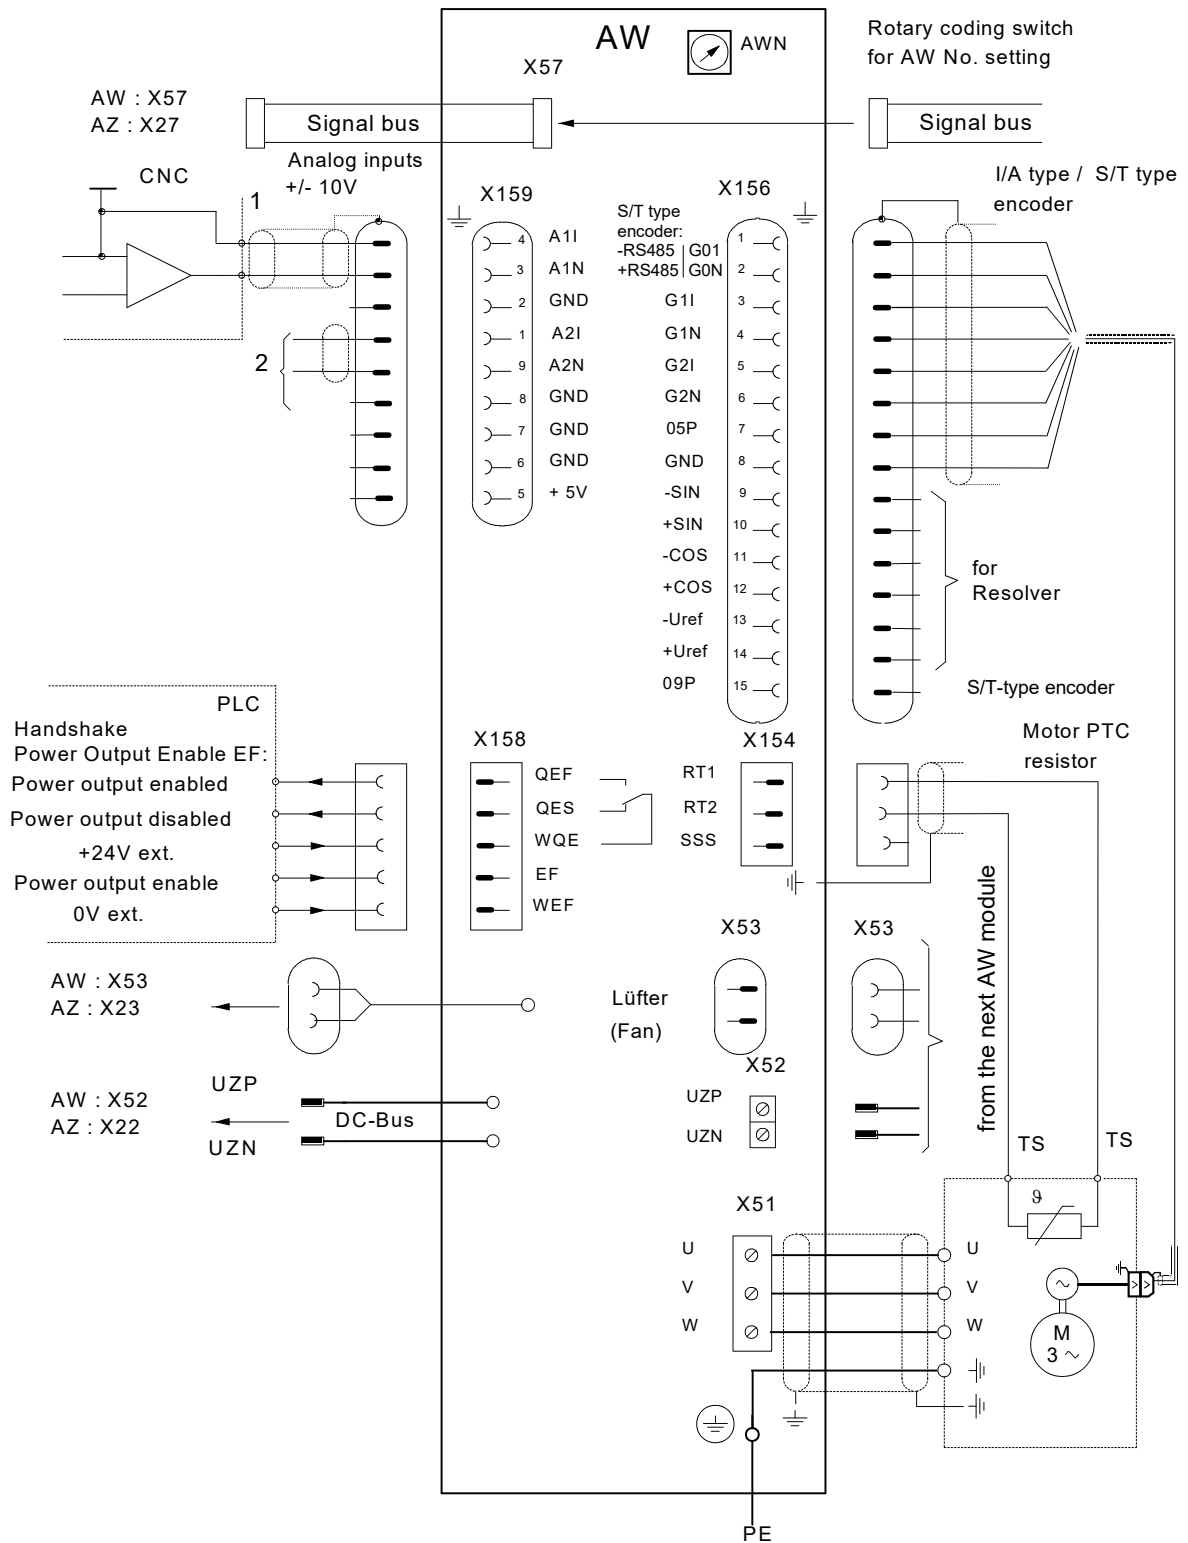 AW
AWN
Rotary coding switch
for AW No. setting
X57
AW : X57
AZ : X27
Signal bus
Signal bus
Analog inputs
+/- 10V
CNC
1
2
I/A type / S/T type
encoder
X159
4 A1I
3 A1N
2 GND
1 A2I
9 A2N
8 GND
7 GND
6 GND
5 + 5V
X156
S/T type
encoder:
-RS485 | G01 1
+RS485 | G0N 2
G1I 3
G1N 4
G2I 5
G2N 6
05P 7
GND 8
-SIN 9
+SIN 10
-COS 11
+COS 12
-Uref 13
+Uref 14
09P 15
for
Resolver
S/T-type encoder
PLC
Handshake
Power Output Enable EF:
Power output enabled
Power output disabled
+24V ext.
Power output enable
0V ext.
X158
QEF
QES
WQE
EF
WEF
X154
RT1
RT2
SSS
Motor PTC
resistor
AW : X53
AZ : X23
Lüfter
(Fan)
X53
X53
from the next AW module
AW : X52
AZ : X22
UZP
UZN
DC-Bus
X52
UZP
UZN
TS
TS
ϑ
X51
U
V
W
U
V
W
M
3 ~
PE